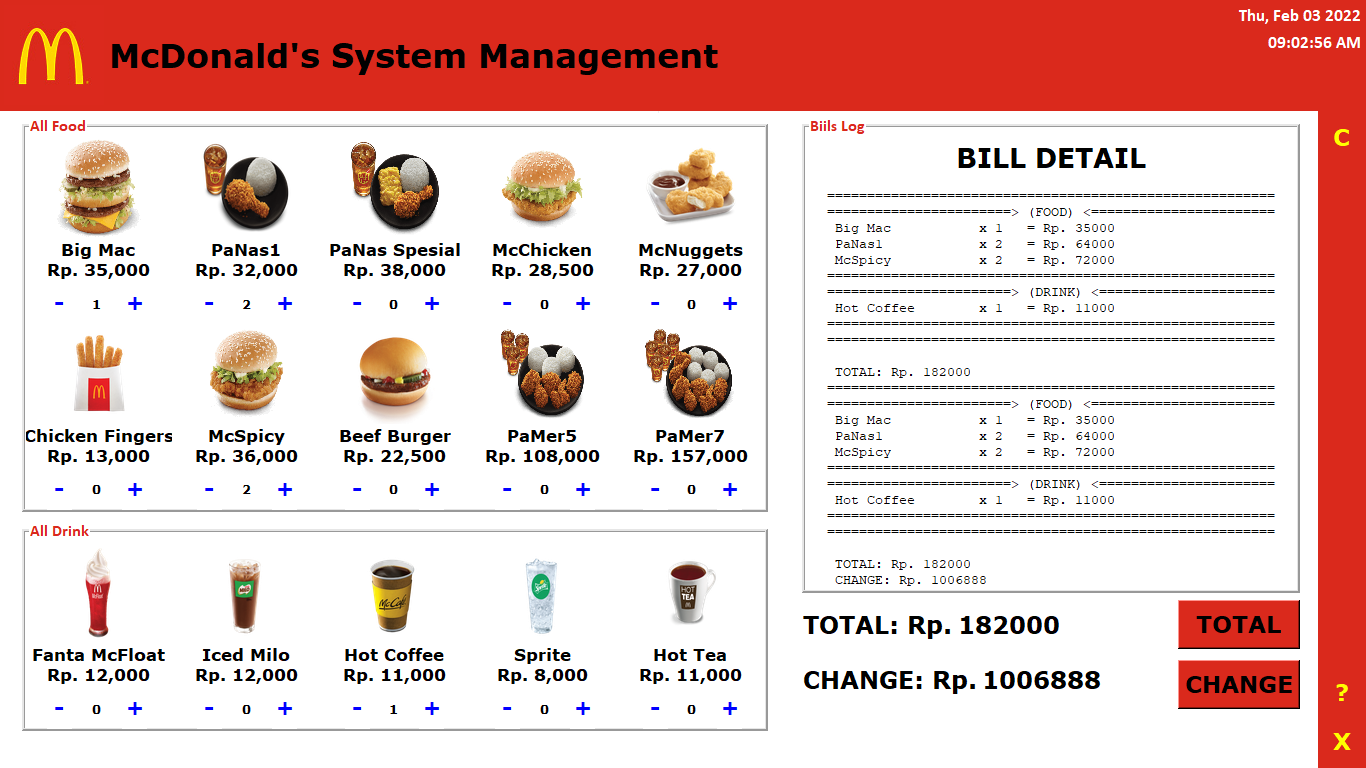 McDonald's System Management
Thu, Feb 03 2022
09:02:56 AM
All Food
Big Mac PaNas1 PaNas Spesial McChicken McNuggets
Rp. 35,000 Rp. 32,000 Rp. 38,000 Rp. 28,500 Rp. 27,000
- 1 + - 2 + - 0 + - 0 + - 0 +
Chicken Fingers McSpicy Beef Burger PaMer5 PaMer7
Rp. 13,000 Rp. 36,000 Rp. 22,500 Rp. 108,000 Rp. 157,000
- 0 + - 2 + - 0 + - 0 + - 0 +
All Drink
McCafé
Sprite
HOT
TEA
Fanta McFloat Iced Milo Hot Coffee Sprite Hot Tea
Rp. 12,000 Rp. 12,000 Rp. 11,000 Rp. 8,000 Rp. 11,000
- 0 + - 0 + - 1 + - 0 + - 0 +
Biils Log
BILL DETAIL
========================================================
=======================> (FOOD) <=======================
Big Mac x 1 = Rp. 35000
PaNas1 x 2 = Rp. 64000
McSpicy x 2 = Rp. 72000
========================================================
=======================> (DRINK) <======================
Hot Coffee x 1 = Rp. 11000
========================================================
========================================================
TOTAL: Rp. 182000
========================================================
=======================> (FOOD) <=======================
Big Mac x 1 = Rp. 35000
PaNas1 x 2 = Rp. 64000
McSpicy x 2 = Rp. 72000
========================================================
=======================> (DRINK) <======================
Hot Coffee x 1 = Rp. 11000
========================================================
========================================================
TOTAL: Rp. 182000
CHANGE: Rp. 1006888
TOTAL: Rp. 182000
TOTAL
CHANGE: Rp. 1006888
CHANGE
C
?
X